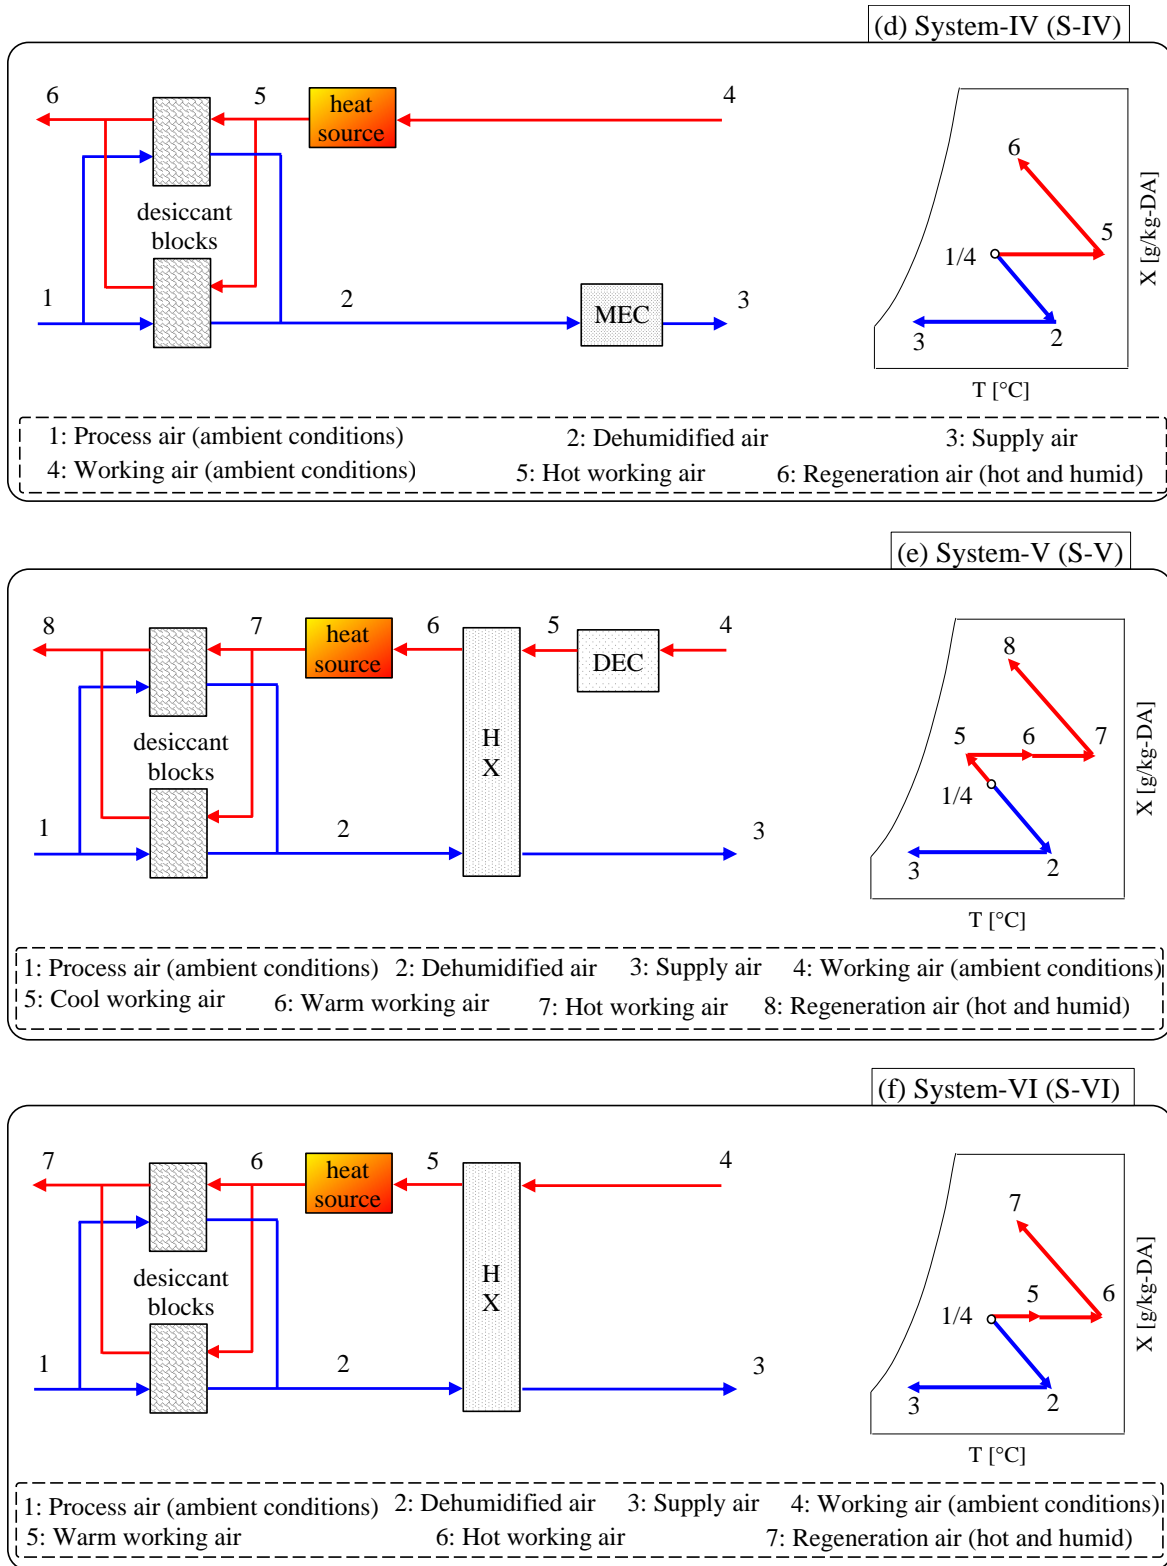 (d) System-IV (S-IV)
6
5
heat
source
4
desiccant
blocks
1
2
MEC
3
6
5
1/4
3
2
X [g/kg-DA]
T [°C]
1: Process air (ambient conditions) 2: Dehumidified air 3: Supply air
4: Working air (ambient conditions) 5: Hot working air 6: Regeneration air (hot and humid)
(e) System-V (S-V)
8
7
heat
source
6
5
DEC
4
H
X
desiccant
blocks
1
2
3
8
5
6
7
1/4
3
2
X [g/kg-DA]
T [°C]
1: Process air (ambient conditions) 2: Dehumidified air 3: Supply air 4: Working air (ambient conditions)
5: Cool working air 6: Warm working air 7: Hot working air 8: Regeneration air (hot and humid)
(f) System-VI (S-VI)
7
6
heat
source
5
4
H
X
desiccant
blocks
1
2
3
7
5
6
1/4
3
2
X [g/kg-DA]
T [°C]
1: Process air (ambient conditions) 2: Dehumidified air 3: Supply air 4: Working air (ambient conditions)
5: Warm working air 6: Hot working air 7: Regeneration air (hot and humid)